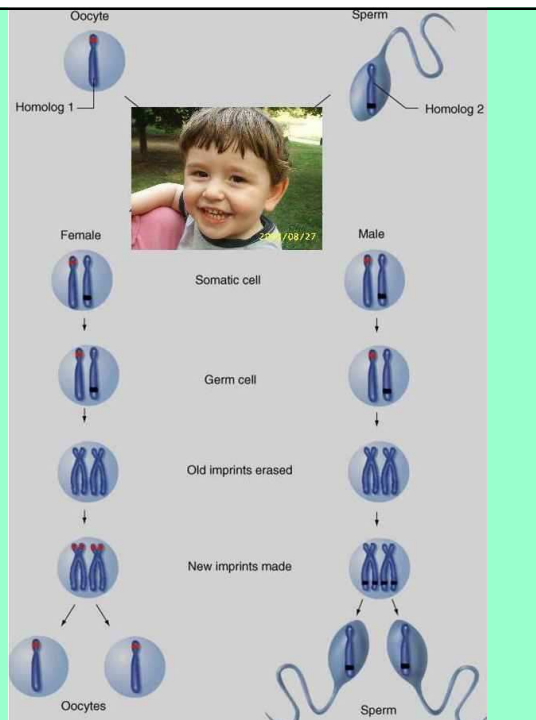 Oocyte
Sperm
Homolog 1
Homolog 2
Female
Male
Somatic cell
Germ cell
Old imprints erased
New imprints made
Oocytes
Sperm